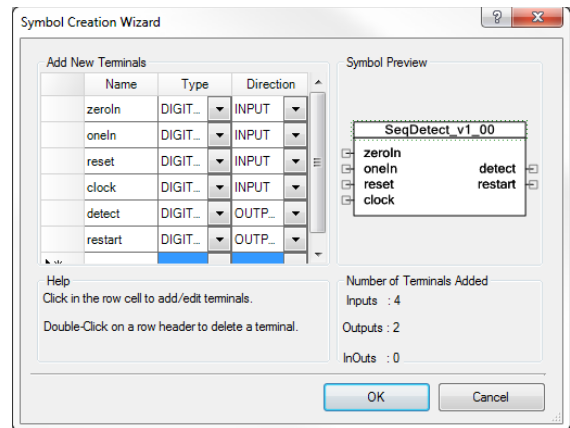 Symbol Creation Wizard
Add New Terminals
Name Type Direction
zeroIn DIGIT... INPUT
oneIn DIGIT... INPUT
reset DIGIT... INPUT
clock DIGIT... INPUT
detect DIGIT... OUTP...
restart DIGIT... OUTP...
Symbol Preview
SeqDetect_v1_00
zeroIn
oneIn detect
reset restart
clock
Help
Click in the row cell to add/edit terminals.
Double-Click on a row header to delete a terminal.
Number of Terminals Added
Inputs : 4
Outputs : 2
InOuts : 0
OK Cancel